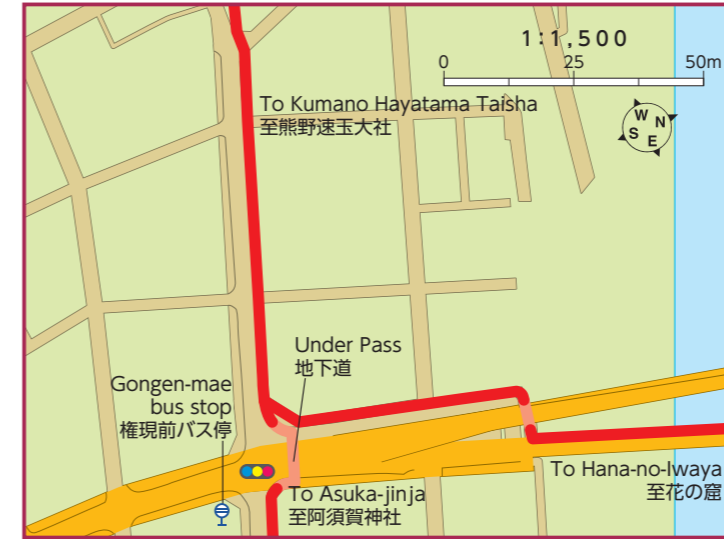 1:1,500
0 25 50m
To Kumano Hayatama Taisha
至熊野速玉大社
W N
S E
Under Pass
地下道
Gongen-mae
bus stop
権現前バス停
To Hana-no-Iwaya
至花の窟
To Asuka-jinja
至阿須賀神社